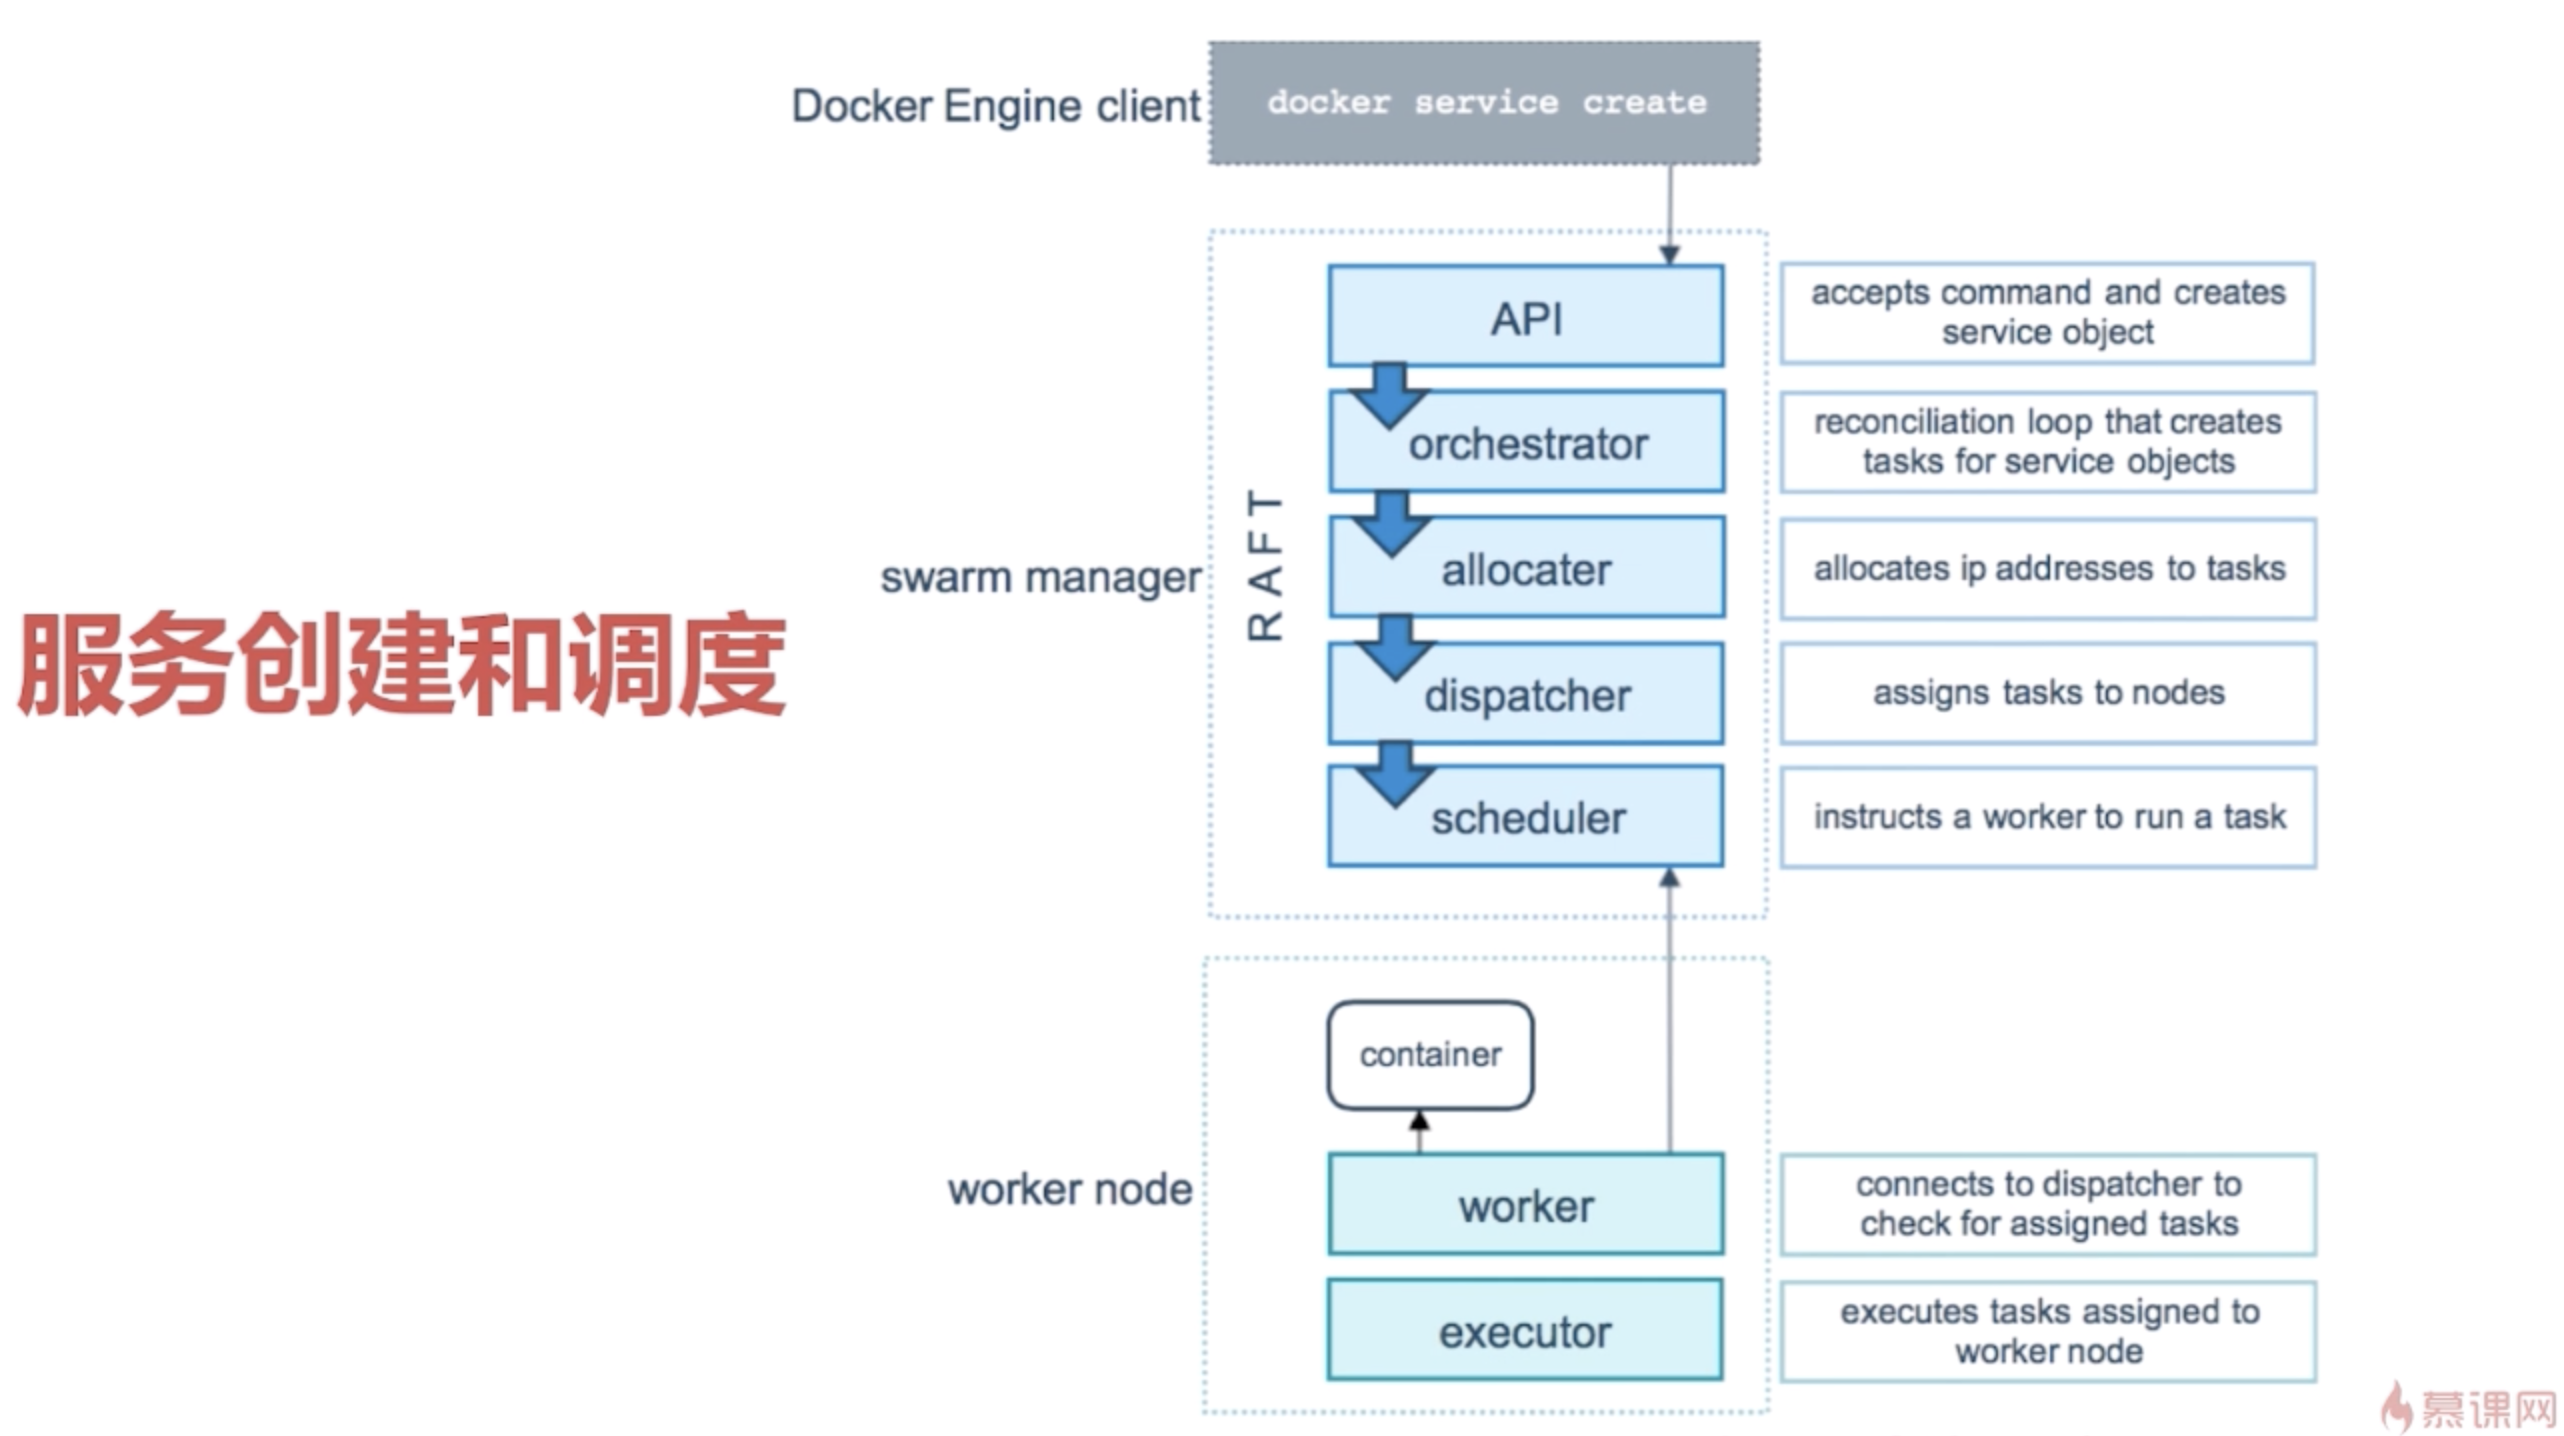 Docker Engine client
docker service create
服务创建和调度
swarm manager
RAFT
API
accepts command and creates
service object
orchestrator
reconciliation loop that creates
tasks for service objects
allocater
allocates ip addresses to tasks
dispatcher
assigns tasks to nodes
scheduler
instructs a worker to run a task
worker node
container
worker
connects to dispatcher to
check for assigned tasks
executor
executes tasks assigned to
worker node
慕课网